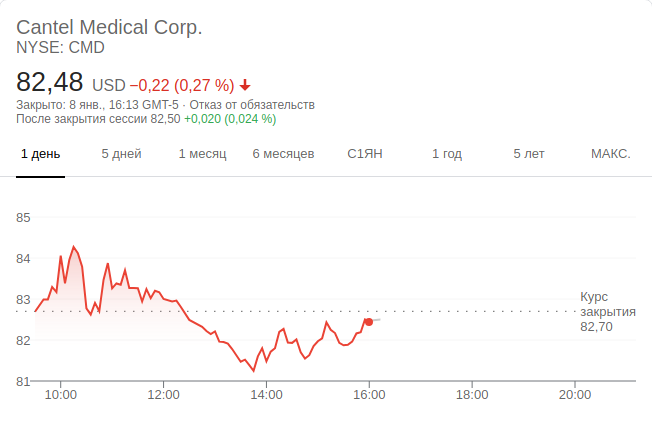 Cantel Medical Corp.
NYSE: CMD
82,48 USD −0,22 (0,27 %)
Закрыто: 8 янв., 16:13 GMT-5 · Отказ от обязательств
После закрытия сессии 82,50 +0,020 (0,024 %)
1 день 5 дней 1 месяц 6 месяцев С1ЯН 1 год 5 лет МАКС.
85
84
83
82
81
Курс
закрытия
82,70
10:00 12:00 14:00 16:00 18:00 20:00